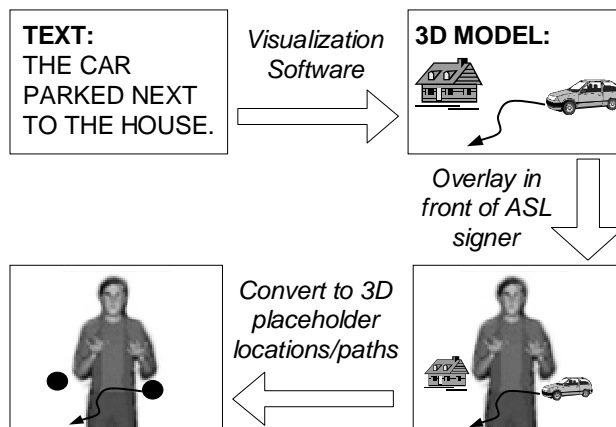 TEXT:
THE CAR
PARKED NEXT
TO THE HOUSE.
Visualization
Software
3D MODEL:
Overlay in
front of ASL
signer
Convert to 3D
placeholder
locations/paths